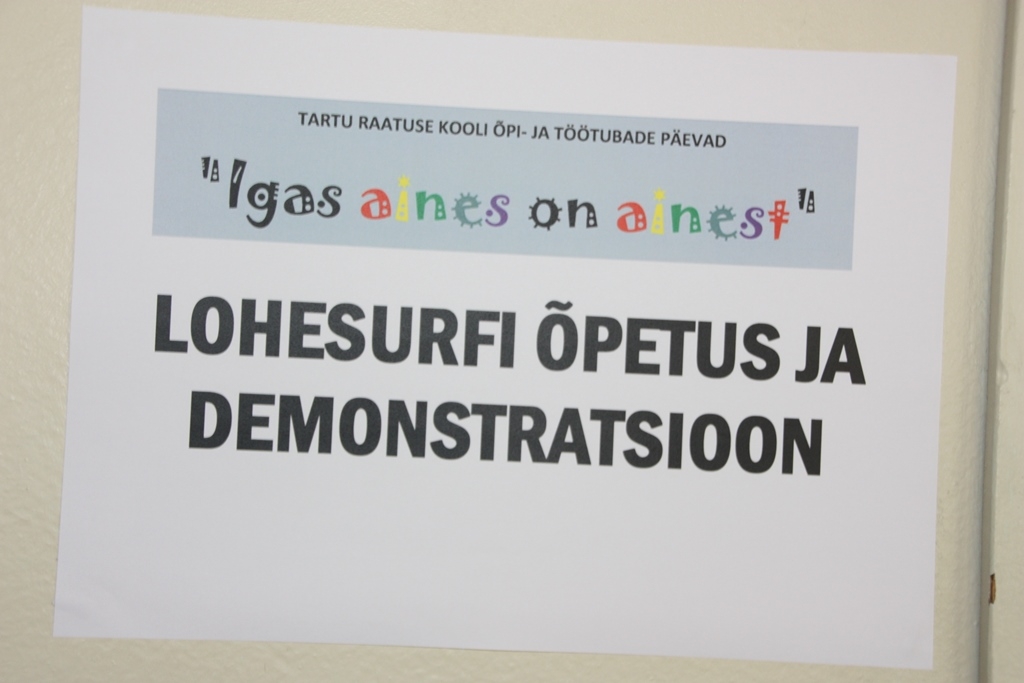 TARTU RAATUSE KOOLI ÕPI- JA TÖÖTUBADE PÄEVAD
"Igas aines on ainest"
LOHESURFI ÕPETUS JA
DEMONSTRATSIOON